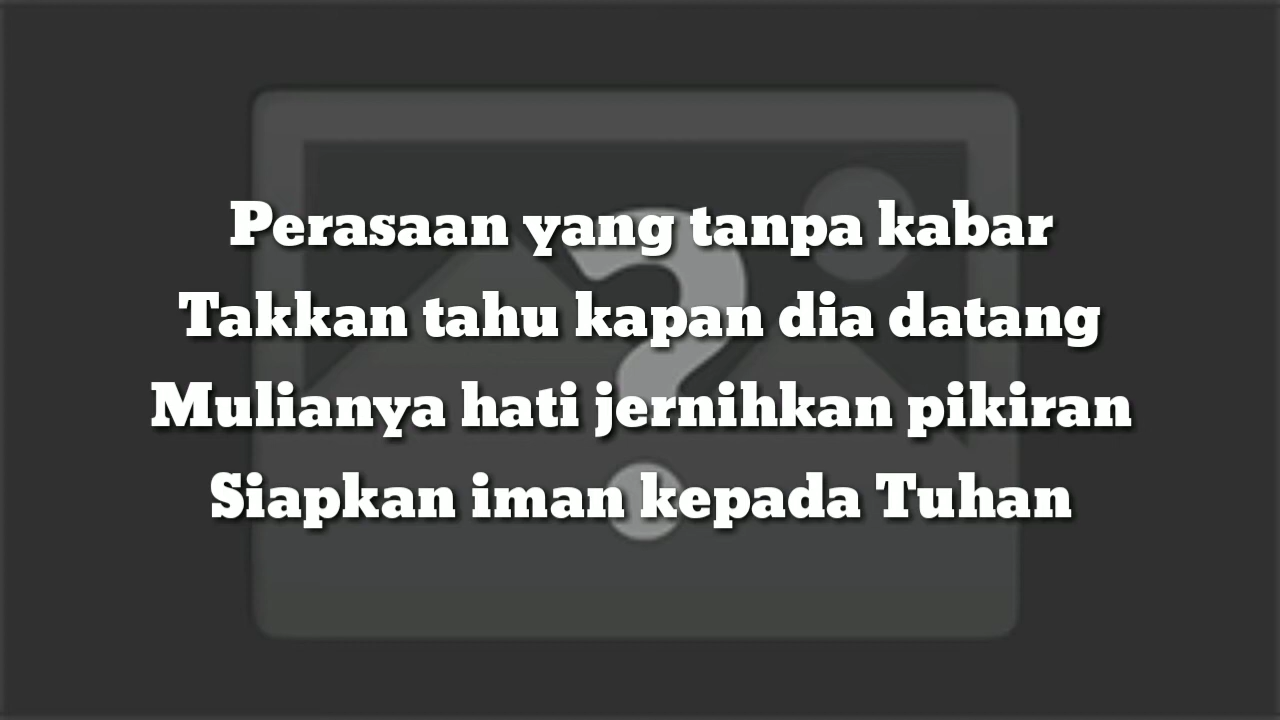 Perasaan yang tanpa kabar
Takkan tahu kapan dia datang
Mulianya hati jernihkan pikiran
Siapkan iman kepada Tuhan